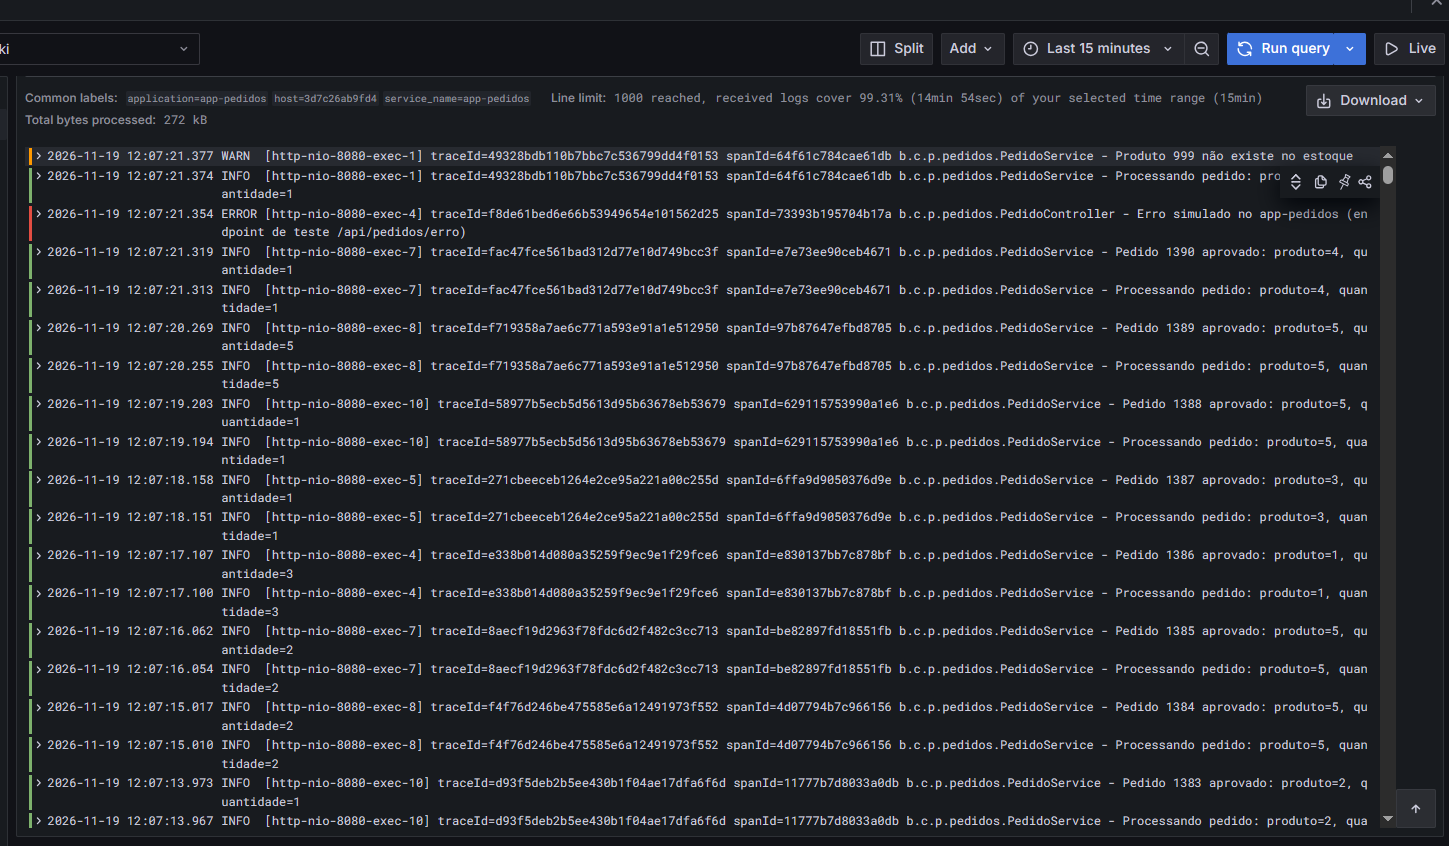 ki
Split
Add
Last 15 minutes
Run query
Live
Common labels: application=app-pedidos host=3d7c26ab9fd4 service_name=app-pedidos Line limit: 1000 reached, received logs cover 99.31% (14min 54sec) of your selected time range (15min)
Download
Total bytes processed: 272 kB
2026-11-19 12:07:21.377 WARN [http-nio-8080-exec-1] traceId=49328bdb110b7bbc7c536799dd4f0153 spanId=64f61c784cae61db b.c.p.pedidos.PedidoService - Produto 999 não existe no estoque
2026-11-19 12:07:21.374 INFO [http-nio-8080-exec-1] traceId=49328bdb110b7bbc7c536799dd4f0153 spanId=64f61c784cae61db b.c.p.pedidos.PedidoService - Processando pedido: pro
antidade=1
2026-11-19 12:07:21.354 ERROR [http-nio-8080-exec-4] traceId=f8de61bed6e66b53949654e101562d25 spanId=73393b195704b17a b.c.p.pedidos.PedidoController - Erro simulado no app-pedidos (en
dpoint de teste /api/pedidos/erro)
2026-11-19 12:07:21.319 INFO [http-nio-8080-exec-7] traceId=fac47fce561bad312d77e10d749bcc3f spanId=e7e73ee90ceb4671 b.c.p.pedidos.PedidoService - Pedido 1390 aprovado: produto=4, qu
antidade=1
2026-11-19 12:07:21.313 INFO [http-nio-8080-exec-7] traceId=fac47fce561bad312d77e10d749bcc3f spanId=e7e73ee90ceb4671 b.c.p.pedidos.PedidoService - Processando pedido: produto=4, quan
tidade=1
2026-11-19 12:07:20.269 INFO [http-nio-8080-exec-8] traceId=f719358a7ae6c771a593e91a1e512950 spanId=97b87647efbd8705 b.c.p.pedidos.PedidoService - Pedido 1389 aprovado: produto=5, qu
antidade=5
2026-11-19 12:07:20.255 INFO [http-nio-8080-exec-8] traceId=f719358a7ae6c771a593e91a1e512950 spanId=97b87647efbd8705 b.c.p.pedidos.PedidoService - Processando pedido: produto=5, quan
tidade=5
2026-11-19 12:07:19.203 INFO [http-nio-8080-exec-10] traceId=58977b5ecb5d5613d95b63678eb53679 spanId=629115753990a1e6 b.c.p.pedidos.PedidoService - Pedido 1388 aprovado: produto=5, q
uantidade=1
2026-11-19 12:07:19.194 INFO [http-nio-8080-exec-10] traceId=58977b5ecb5d5613d95b63678eb53679 spanId=629115753990a1e6 b.c.p.pedidos.PedidoService - Processando pedido: produto=5, qua
ntidade=1
2026-11-19 12:07:18.158 INFO [http-nio-8080-exec-5] traceId=271cbeeceb1264e2ce95a221a00c255d spanId=6ffa9d9050376d9e b.c.p.pedidos.PedidoService - Pedido 1387 aprovado: produto=3, qu
antidade=1
2026-11-19 12:07:18.151 INFO [http-nio-8080-exec-5] traceId=271cbeeceb1264e2ce95a221a00c255d spanId=6ffa9d9050376d9e b.c.p.pedidos.PedidoService - Processando pedido: produto=3, quan
tidade=1
2026-11-19 12:07:17.107 INFO [http-nio-8080-exec-4] traceId=e338b014d080a35259f9ec9e1f29fce6 spanId=e830137bb7c878bf b.c.p.pedidos.PedidoService - Pedido 1386 aprovado: produto=1, qu
antidade=3
2026-11-19 12:07:17.100 INFO [http-nio-8080-exec-4] traceId=e338b014d080a35259f9ec9e1f29fce6 spanId=e830137bb7c878bf b.c.p.pedidos.PedidoService - Processando pedido: produto=1, quan
tidade=3
2026-11-19 12:07:16.062 INFO [http-nio-8080-exec-7] traceId=8aecf19d2963f78fdc6d2f482c3cc713 spanId=be82897fd18551fb b.c.p.pedidos.PedidoService - Pedido 1385 aprovado: produto=5, qu
antidade=2
2026-11-19 12:07:16.054 INFO [http-nio-8080-exec-7] traceId=8aecf19d2963f78fdc6d2f482c3cc713 spanId=be82897fd18551fb b.c.p.pedidos.PedidoService - Processando pedido: produto=5, quan
tidade=2
2026-11-19 12:07:15.017 INFO [http-nio-8080-exec-8] traceId=f4f76d246be475585e6a12491973f552 spanId=4d07794b7c966156 b.c.p.pedidos.PedidoService - Pedido 1384 aprovado: produto=5, qu
antidade=2
2026-11-19 12:07:15.010 INFO [http-nio-8080-exec-8] traceId=f4f76d246be475585e6a12491973f552 spanId=4d07794b7c966156 b.c.p.pedidos.PedidoService - Processando pedido: produto=5, quan
tidade=2
2026-11-19 12:07:13.973 INFO [http-nio-8080-exec-10] traceId=d93f5deb2b5ee430b1f04ae17dfa6f6d spanId=11777b7d8033a0db b.c.p.pedidos.PedidoService - Pedido 1383 aprovado: produto=2, q
uantidade=1
2026-11-19 12:07:13.967 INFO [http-nio-8080-exec-10] traceId=d93f5deb2b5ee430b1f04ae17dfa6f6d spanId=11777b7d8033a0db b.c.p.pedidos.PedidoService - Processando pedido: produto=2, qua